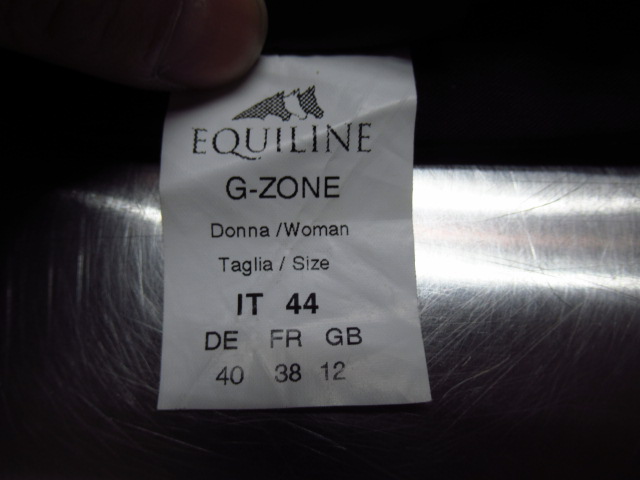 EQUILINE
G-ZONE
Donna /Woman
Taglia / Size
IT 44
DE FR GB
40 38 12